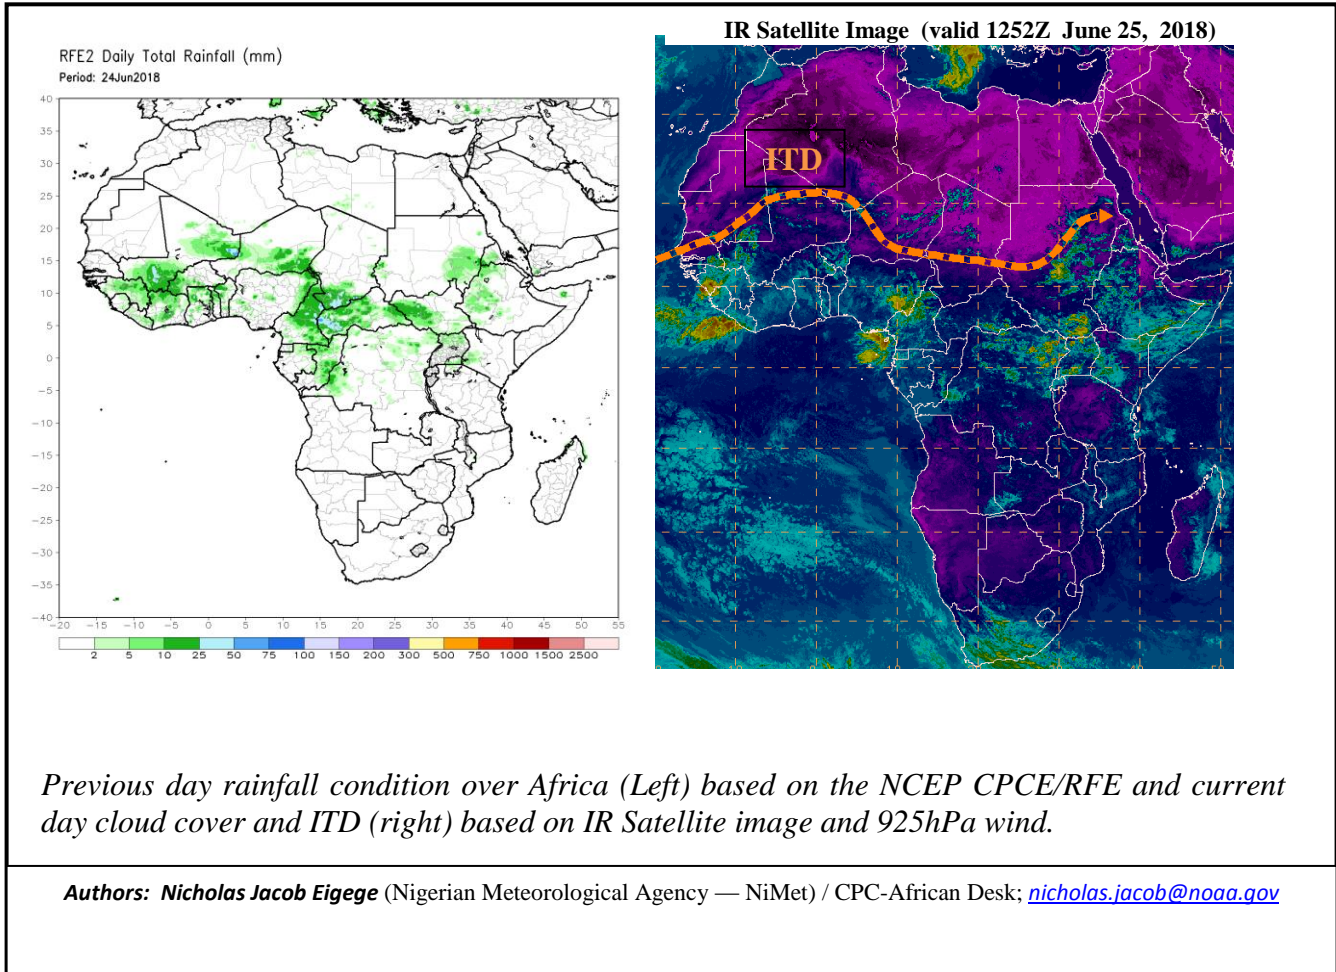 RFE2 Daily Total Rainfall (mm)
Period: 24Jun2018
40
35
30
25
20
15
10
5
0
−5
−10
−15
−20
−25
−30
−35
−40
−20 −15 −10 −5 0 5 10 15 20 25 30 35 40 45 50 55
2 5 10 25 50 75 100 150 200 300 500 750 1000 1500 2500
IR Satellite Image (valid 1252Z June 25, 2018)
ITD
Previous day rainfall condition over Africa (Left) based on the NCEP CPCE/RFE and current
day cloud cover and ITD (right) based on IR Satellite image and 925hPa wind.
Authors: Nicholas Jacob Eigege (Nigerian Meteorological Agency — NiMet) / CPC-African Desk; nicholas.jacob@noaa.gov